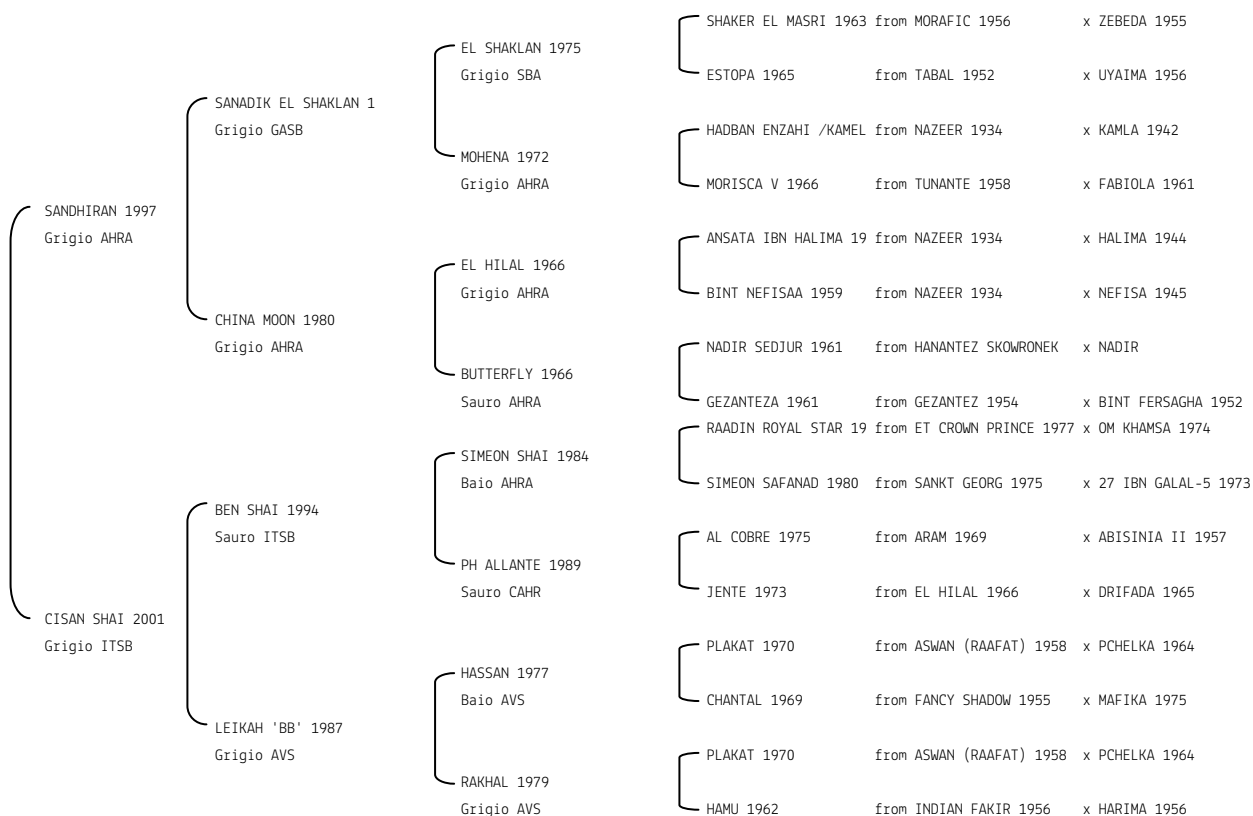 SHAKER EL MASRI 1963 from MORAFIC 1956 x ZEBEDA 1955
EL SHAKLAN 1975
Grigio SBA
ESTOPA 1965 from TABAL 1952 x UYAIMA 1956
SANADIK EL SHAKLAN 1
Grigio GASB
HADBAN ENZAHI /KAMEL from NAZEER 1934 x KAMLA 1942
MOHENA 1972
Grigio AHRA
MORISCA V 1966 from TUNANTE 1958 x FABIOLA 1961
SANDHIRAN 1997
Grigio AHRA
ANSATA IBN HALIMA 19 from NAZEER 1934 x HALIMA 1944
EL HILAL 1966
Grigio AHRA
BINT NEFISAA 1959 from NAZEER 1934 x NEFISA 1945
CHINA MOON 1980
Grigio AHRA
NADIR SEDJUR 1961 from HANANTEZ SKOWRONEK x NADIR
BUTTERFLY 1966
Sauro AHRA
GEZANTEZA 1961 from GEZANTEZ 1954 x BINT FERSAGHA 1952
RAADIN ROYAL STAR 19 from ET CROWN PRINCE 1977 x OM KHAMSA 1974
SIMEON SHAI 1984
Baio AHRA
SIMEON SAFANAD 1980 from SANKT GEORG 1975 x 27 IBN GALAL-5 1973
BEN SHAI 1994
Sauro ITSB
AL COBRE 1975 from ARAM 1969 x ABISINIA II 1957
PH ALLANTE 1989
Sauro CAHR
JENTE 1973 from EL HILAL 1966 x DRIFADA 1965
CISAN SHAI 2001
Grigio ITSB
PLAKAT 1970 from ASWAN (RAAFAT) 1958 x PCHELKA 1964
HASSAN 1977
Baio AVS
CHANTAL 1969 from FANCY SHADOW 1955 x MAFIKA 1975
LEIKAH 'BB' 1987
Grigio AVS
PLAKAT 1970 from ASWAN (RAAFAT) 1958 x PCHELKA 1964
RAKHAL 1979
Grigio AVS
HAMU 1962 from INDIAN FAKIR 1956 x HARIMA 1956